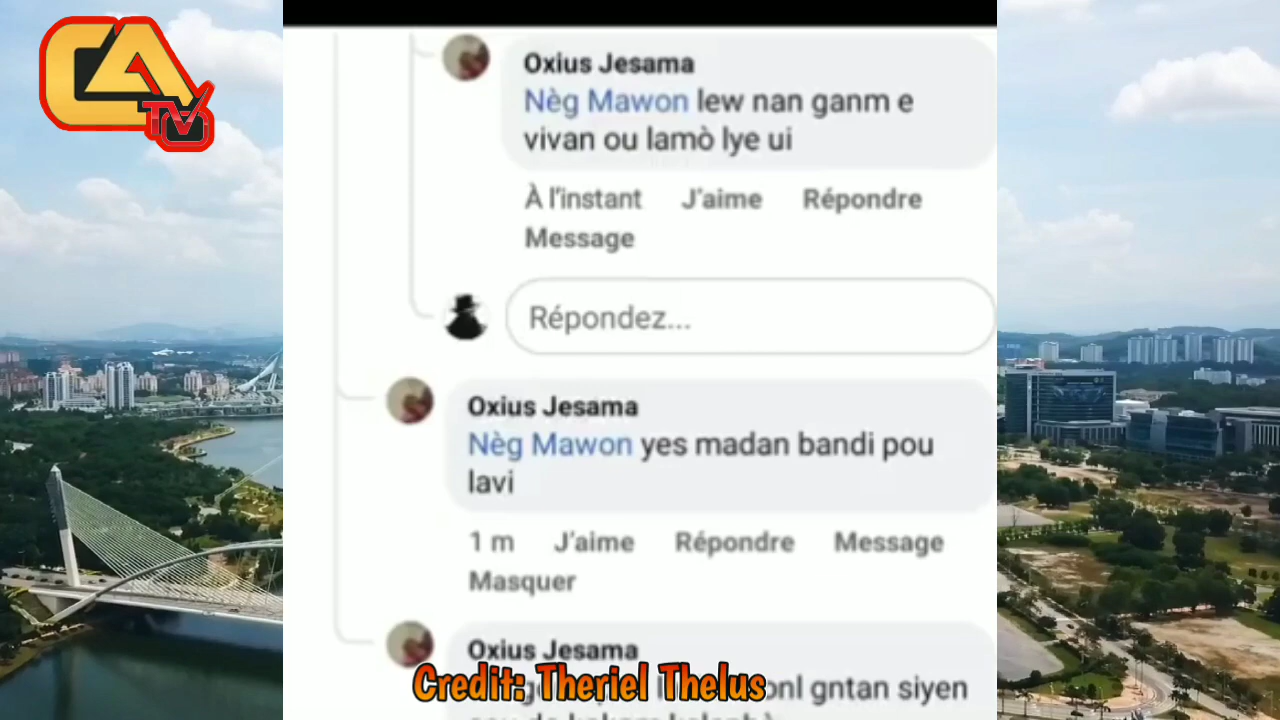 CA
TV
Oxius Jesama
Nèg Mawon lew nan ganm e
vivan ou lamò lye ui
À l'instant J'aime Répondre
Message
Répondez...
Oxius Jesama
Nèg Mawon yes madan bandi pou
lavi
1 m J'aime Répondre Message
Masquer
Oxius Jesama
gntan siyen
Credit: Theriel Thelus